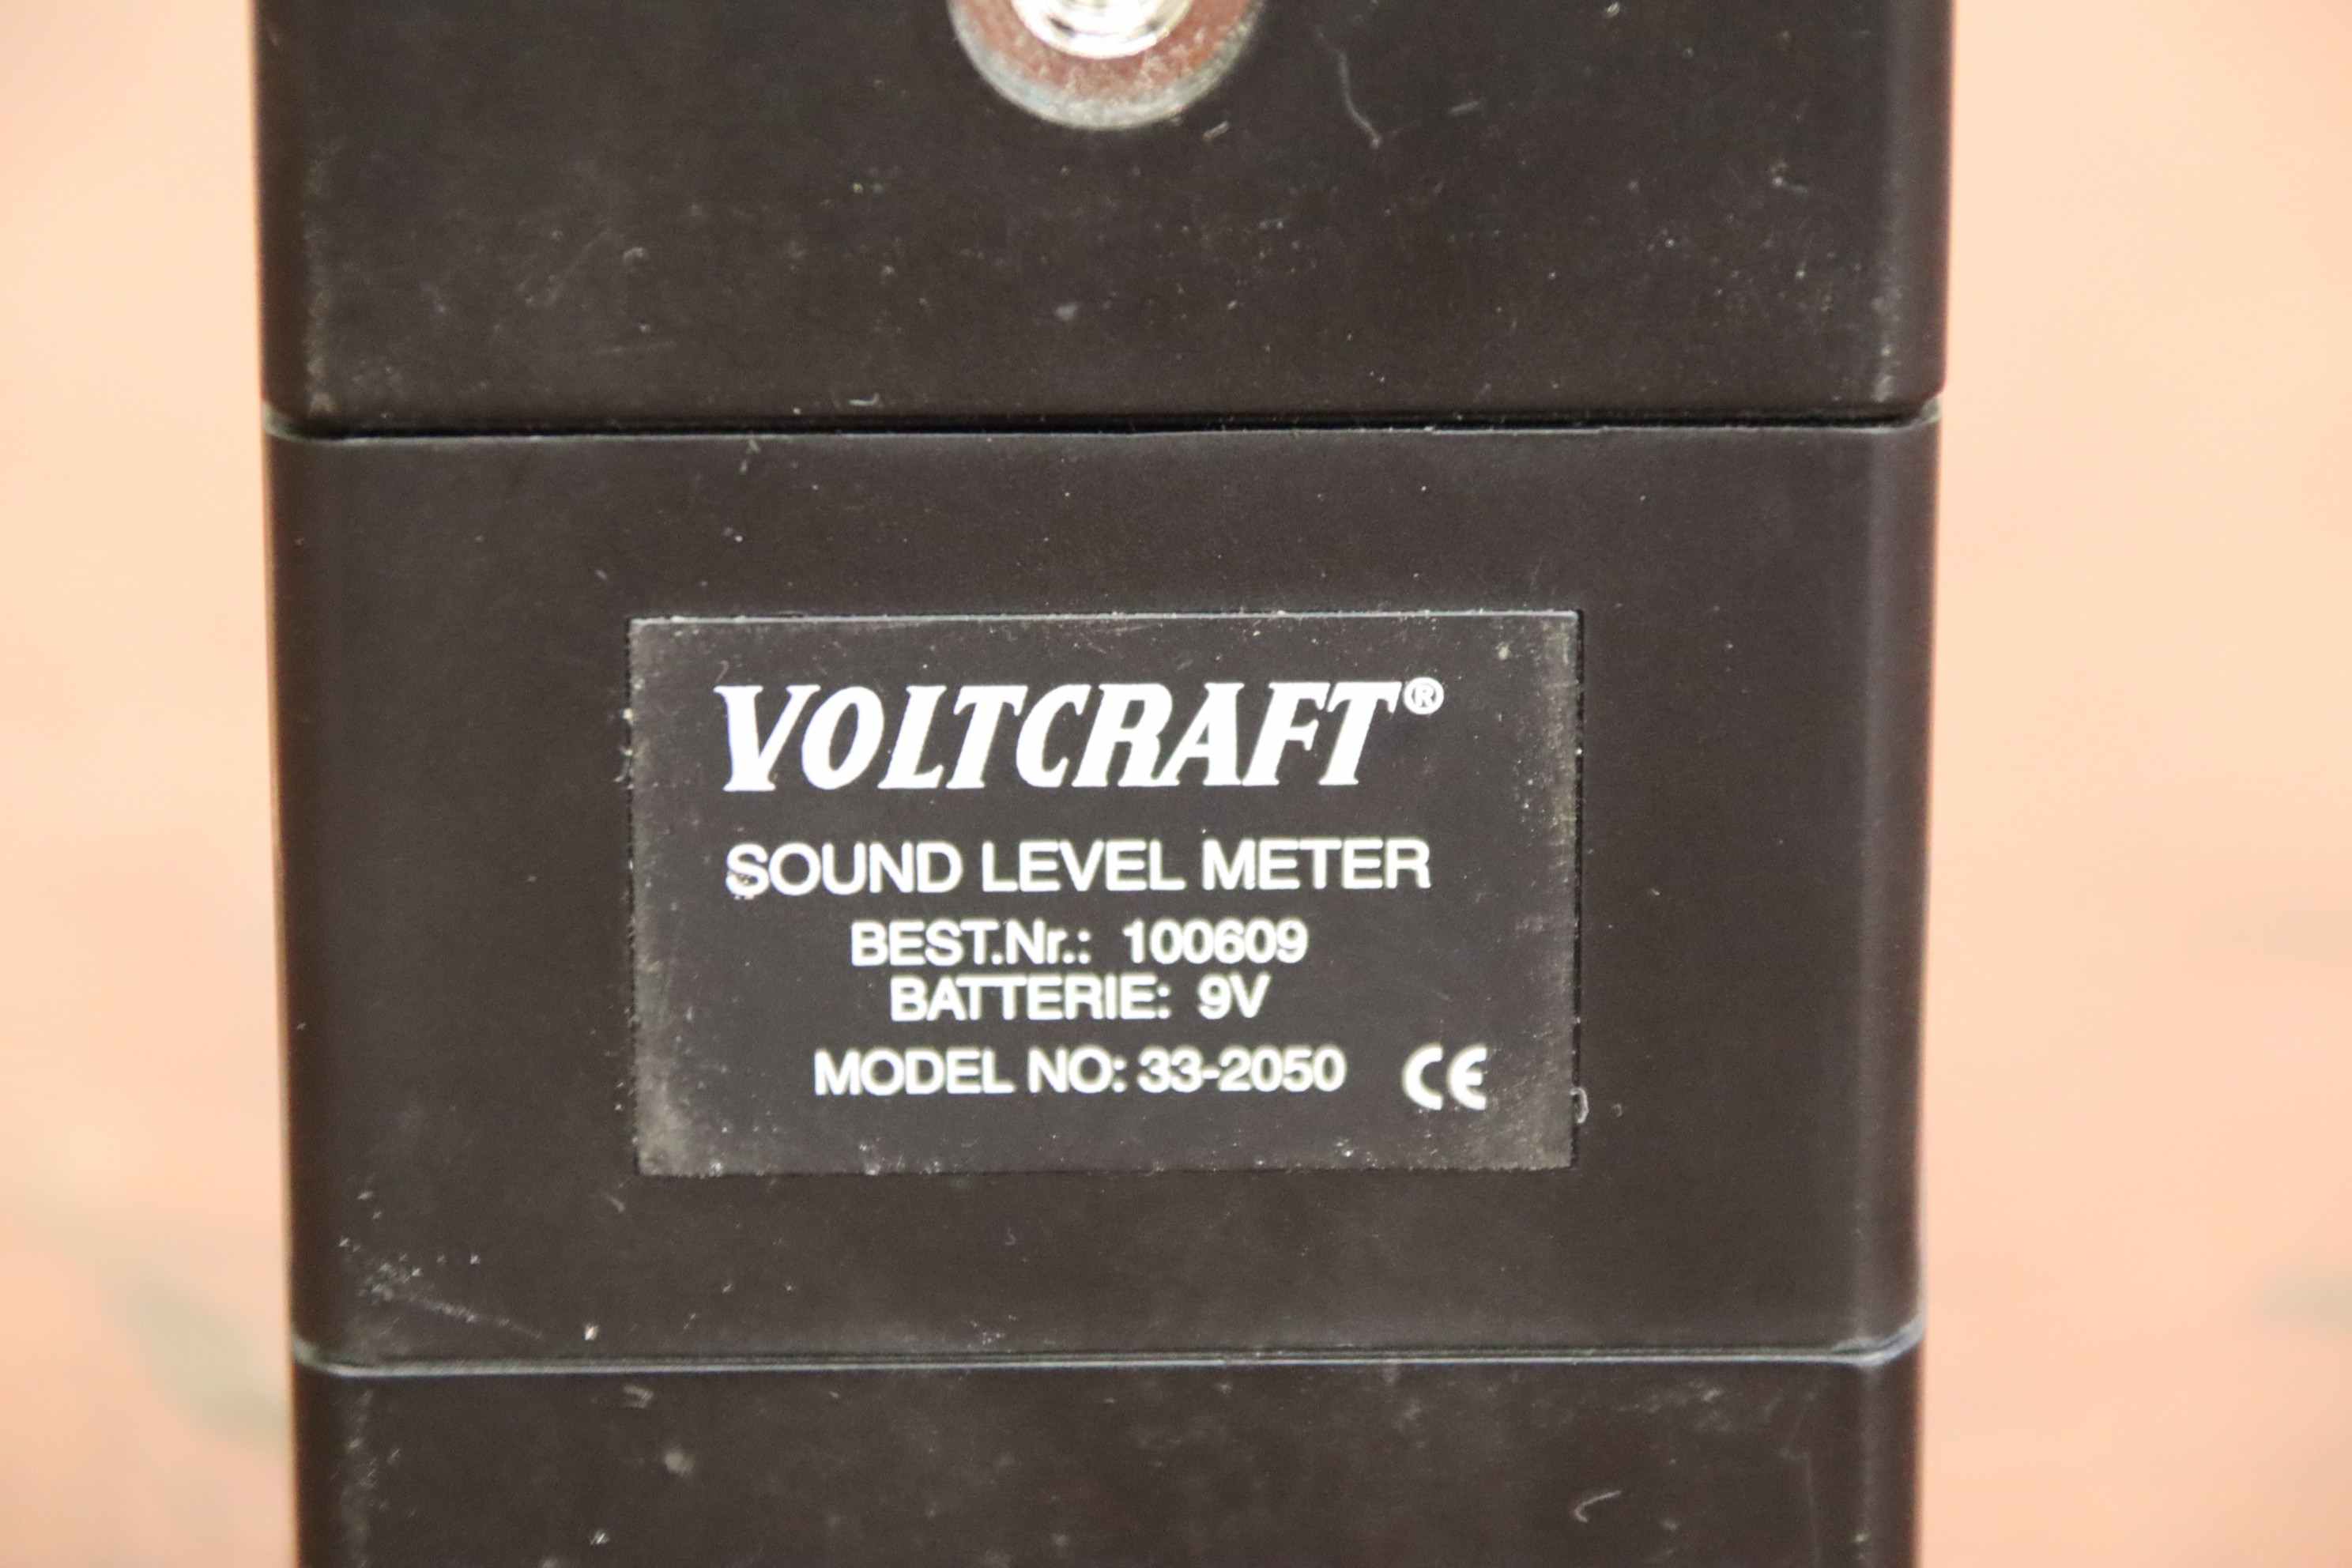 VOLTCRAFT®
SOUND LEVEL METER
BEST.Nr.: 100609
BATTERIE: 9V
MODEL NO: 33-2050 CE